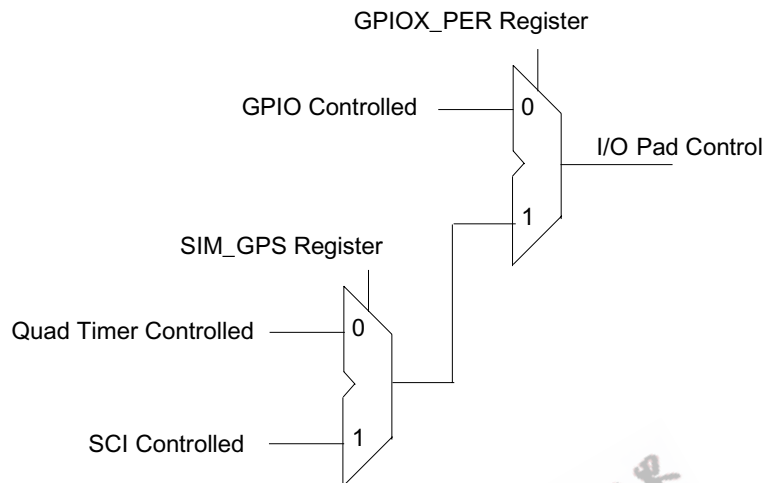 GPIOX_PER Register
GPIO Controlled
0
I/O Pad Control
1
SIM_GPS Register
Quad Timer Controlled
0
SCI Controlled
1